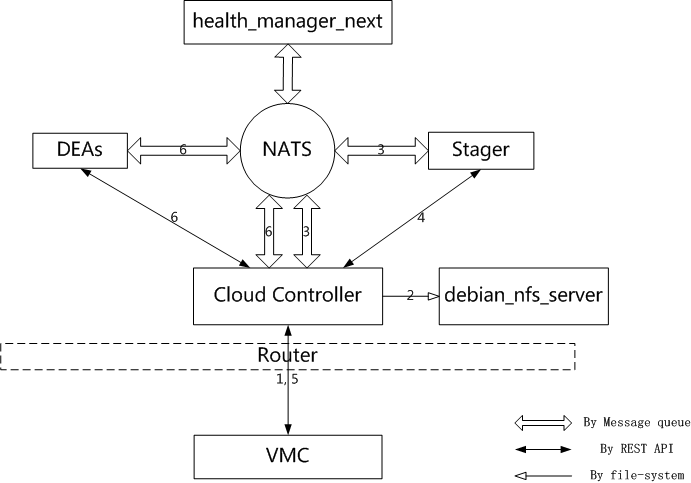 health_manager_next
DEAs
6
NATS
3
Stager
6
6
3
4
Cloud Controller
2
debian_nfs_server
Router
1, 5
By Message queue
By REST API
VMC
By file-system